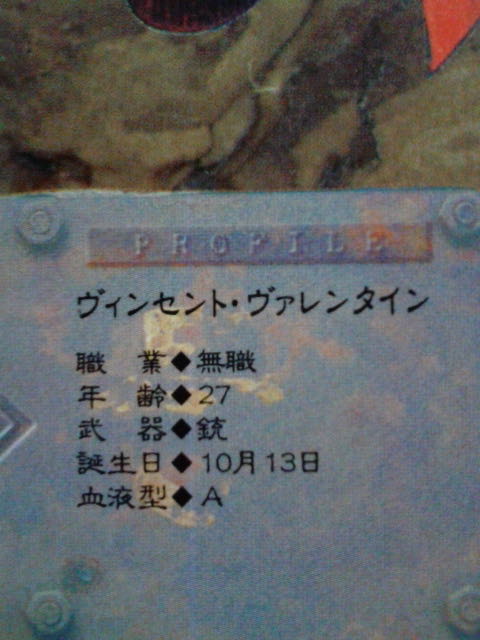 PROFILE
ヴィンセント・ヴァレンタイン
職業◆無職
年齢◆27
武器◆銃
誕生日◆10月13日
血液型◆A